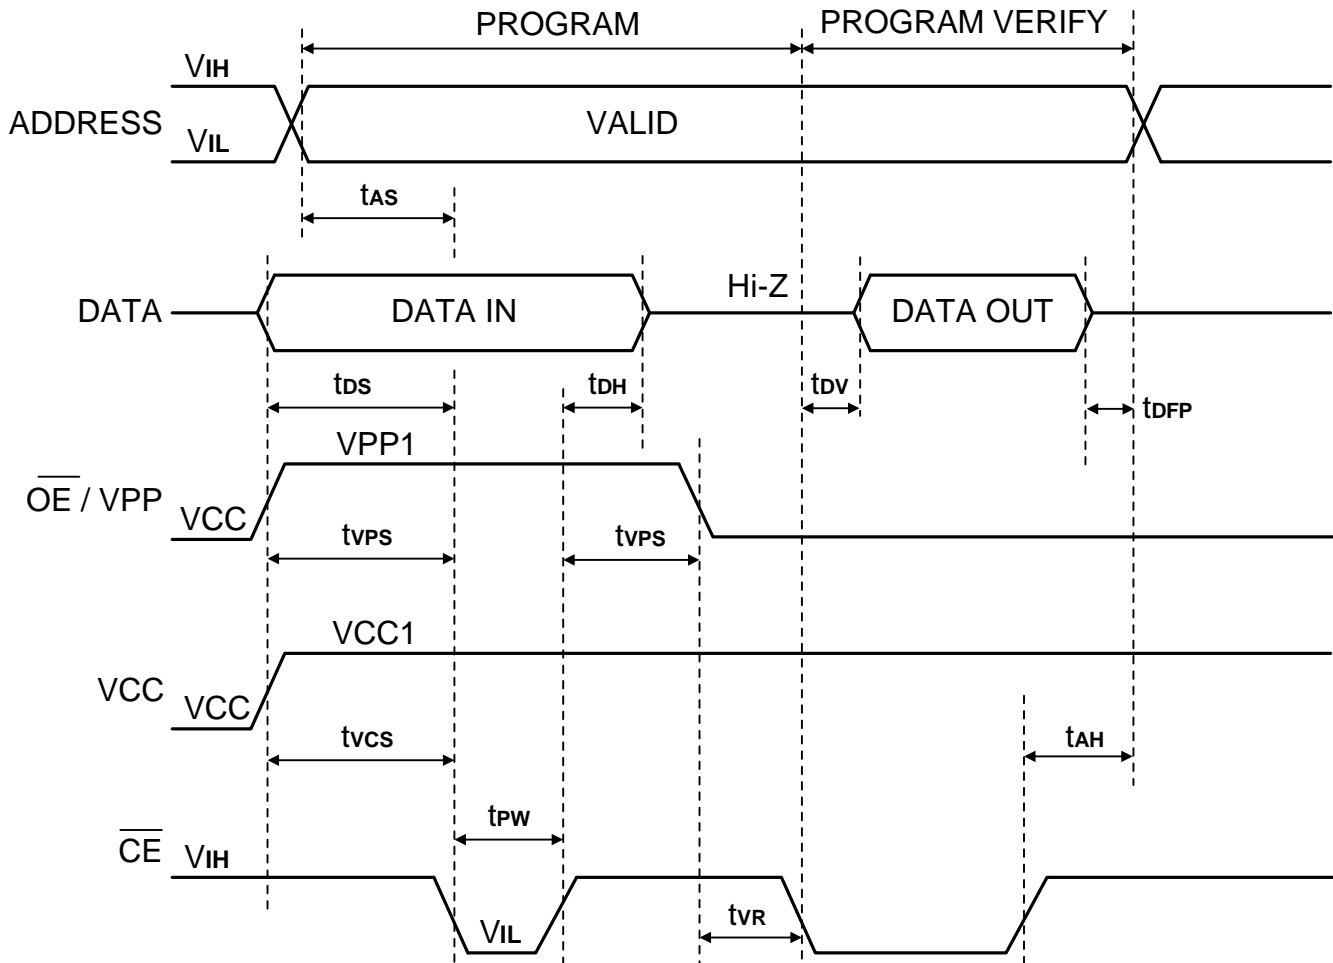 PROGRAM PROGRAM VERIFY
VIH
ADDRESS VALID
VIL
tAS
Hi-Z
DATA DATA IN DATA OUT
tDS tDH tDV tDFP
VPP1
OE / VPP
VCC
tVPS tVPS
VCC1
VCC
VCC
tVCS tAH
tPW
CE VIH
VIL tVR